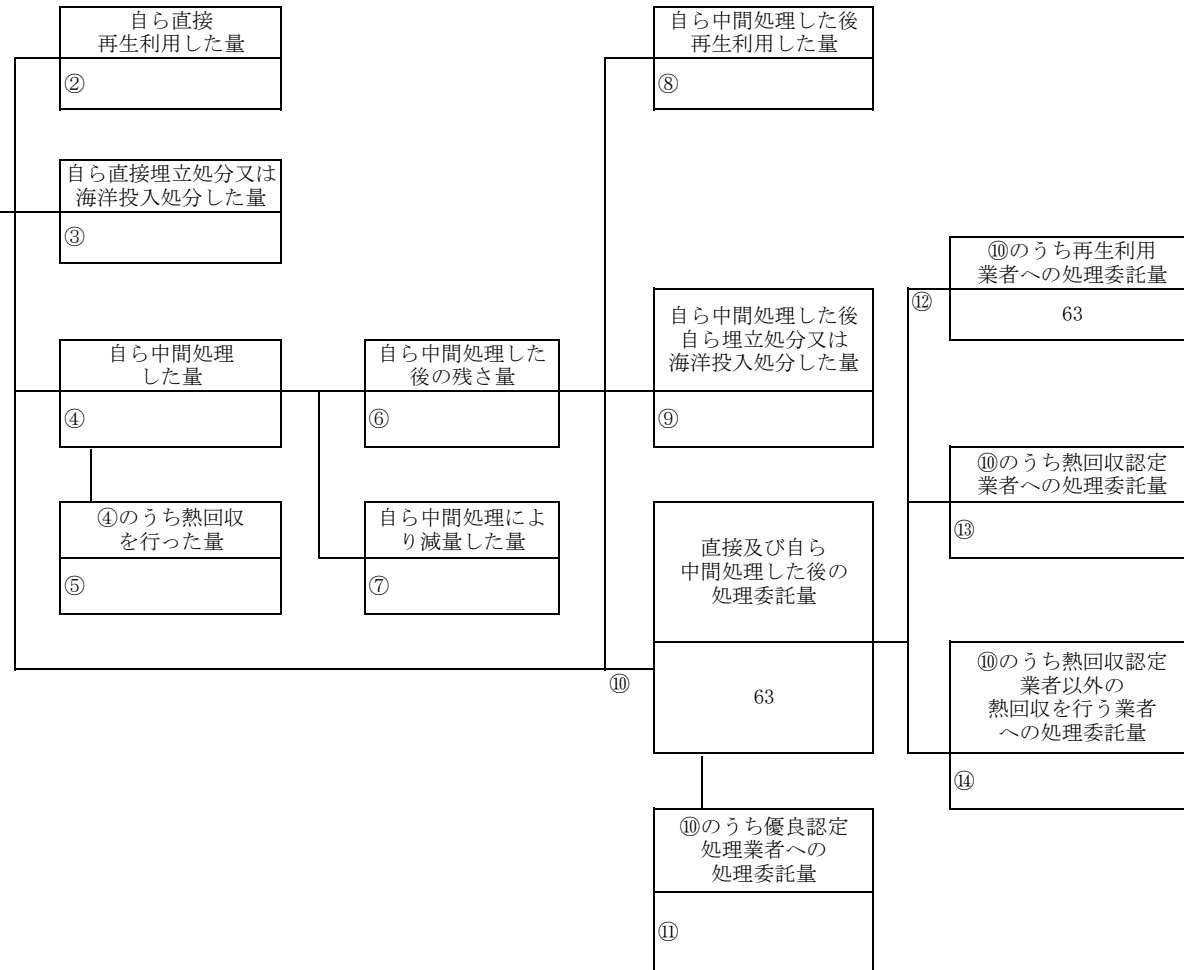 自ら直接
再生利用した量
②
自ら直接埋立処分又は
海洋投入処分した量
③
自ら中間処理
した量
④
④のうち熱回収
を行った量
⑤
自ら中間処理した
後の残さ量
⑥
自ら中間処理によ
り減量した量
⑦
自ら中間処理した後
再生利用した量
⑧
自ら中間処理した後
自ら埋立処分又は
海洋投入処分した量
⑨
直接及び自ら
中間処理した後の
処理委託量
⑩
63
⑩のうち優良認定
処理業者への
処理委託量
⑪
⑩のうち再生利用
業者への処理委託量
⑫
63
⑩のうち熱回収認定
業者への処理委託量
⑬
⑩のうち熱回収認定
業者以外の
熱回収を行う業者
への処理委託量
⑭